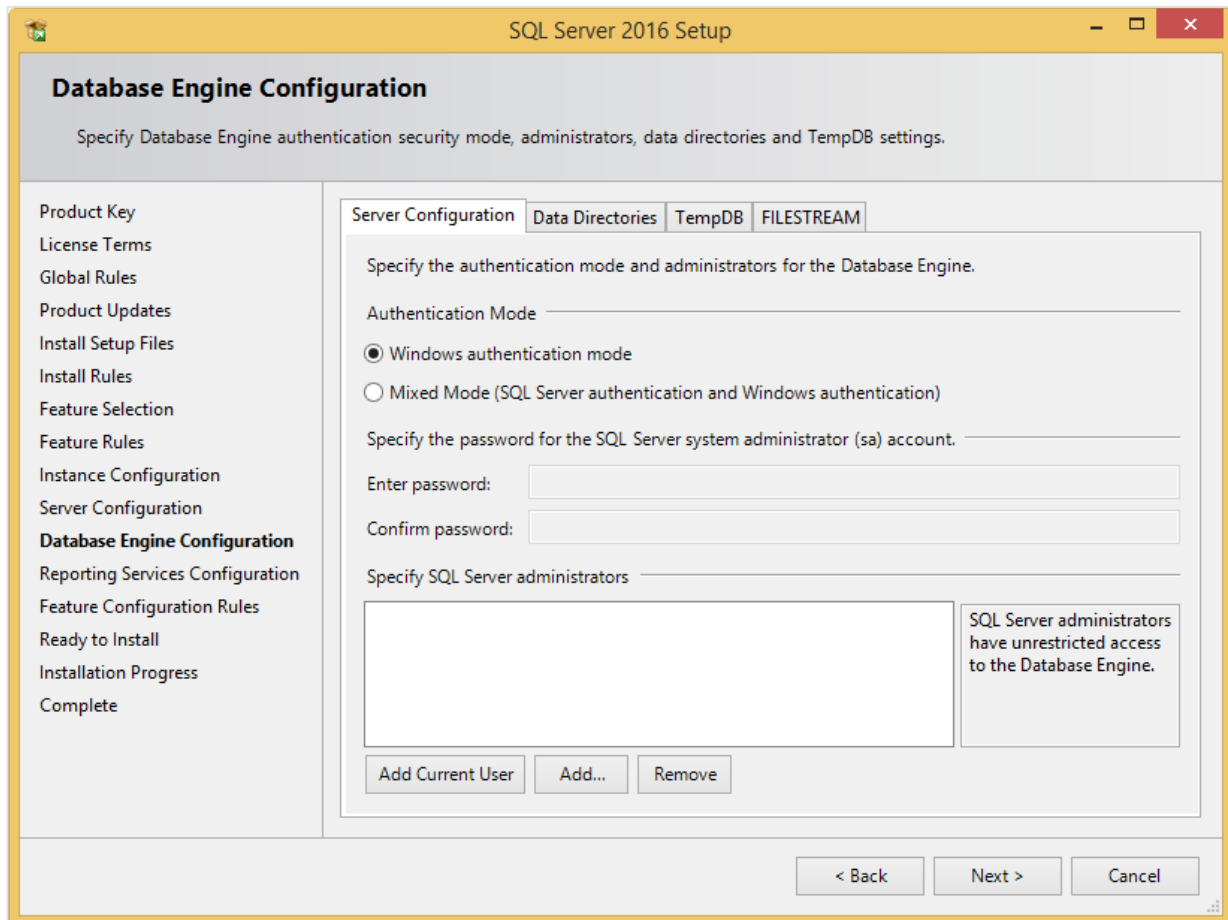 SQL Server 2016 Setup
Database Engine Configuration
Specify Database Engine authentication security mode, administrators, data directories and TempDB settings.
Product Key
License Terms
Global Rules
Product Updates
Install Setup Files
Install Rules
Feature Selection
Feature Rules
Instance Configuration
Server Configuration
Database Engine Configuration
Reporting Services Configuration
Feature Configuration Rules
Ready to Install
Installation Progress
Complete
Server Configuration Data Directories TempDB FILESTREAM
Specify the authentication mode and administrators for the Database Engine.
Authentication Mode
Windows authentication mode
Mixed Mode (SQL Server authentication and Windows authentication)
Specify the password for the SQL Server system administrator (sa) account.
Enter password:
Confirm password:
Specify SQL Server administrators
SQL Server administrators
have unrestricted access
to the Database Engine.
Add Current User Add... Remove
< Back Next > Cancel